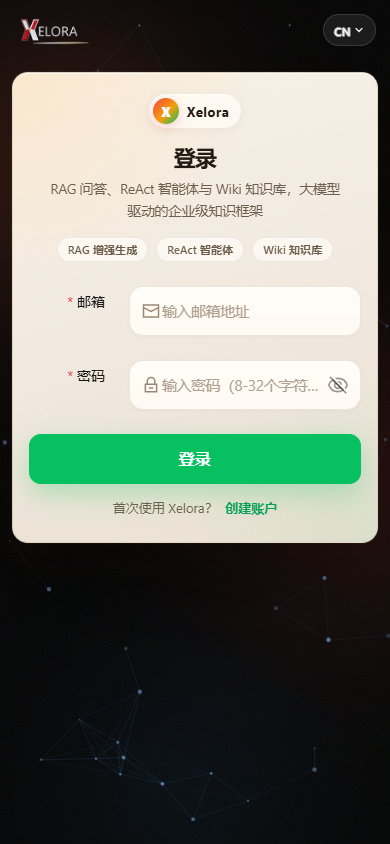 XELORA
CN
X Xelora
登录
RAG 问答、ReAct 智能体与 Wiki 知识库，大模型
驱动的企业级知识框架
RAG 增强生成
ReAct 智能体
Wiki 知识库
* 邮箱
输入邮箱地址
* 密码
输入密码（8-32个字符...
登录
首次使用 Xelora？ 创建账户